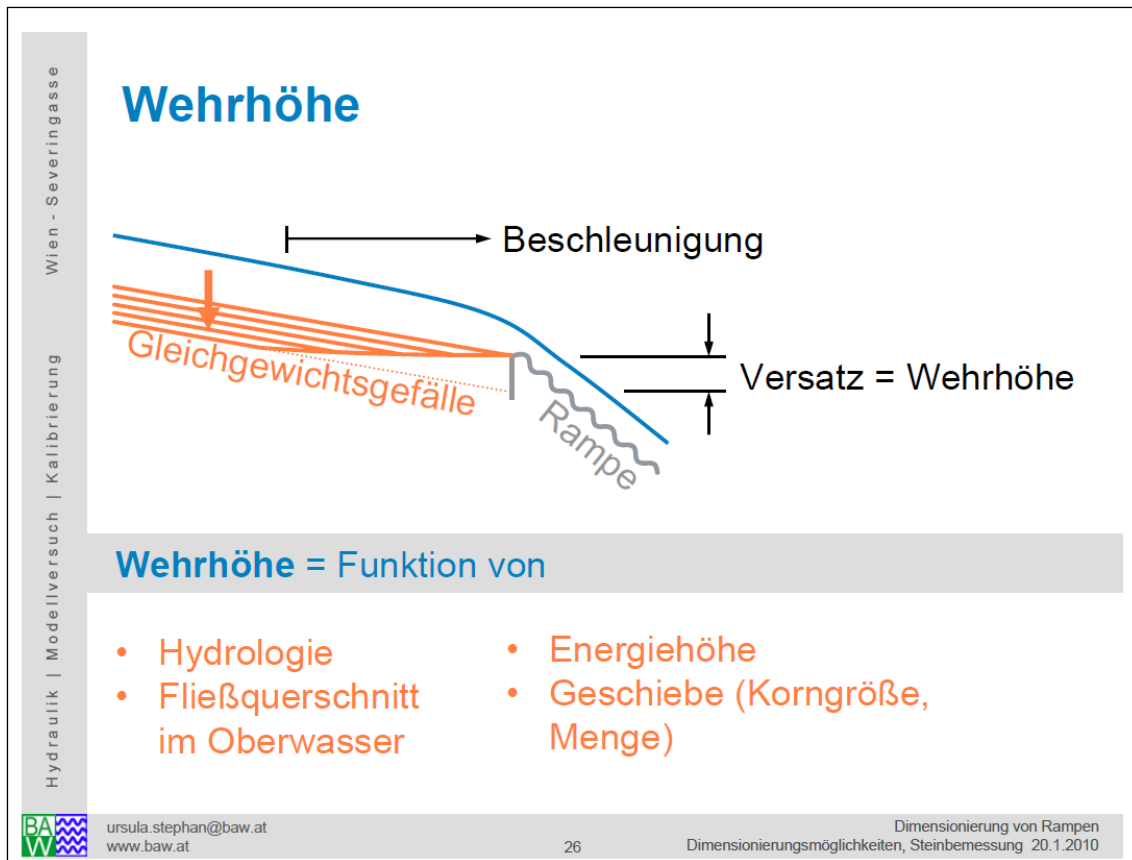 Wehrhöhe
Wien - Severingasse
Hydraulik | Modellversuch | Kalibrierung
Beschleunigung
Gleichgewichtsgefälle
Versatz = Wehrhöhe
Rampe
Wehrhöhe = Funktion von
• Hydrologie
• Fließquerschnitt
im Oberwasser
• Energiehöhe
• Geschiebe (Korngröße,
Menge)
BA
W
ursula.stephan@baw.at
www.baw.at
26
Dimensionierung von Rampen
Dimensionierungsmöglichkeiten, Steinbemessung 20.1.2010